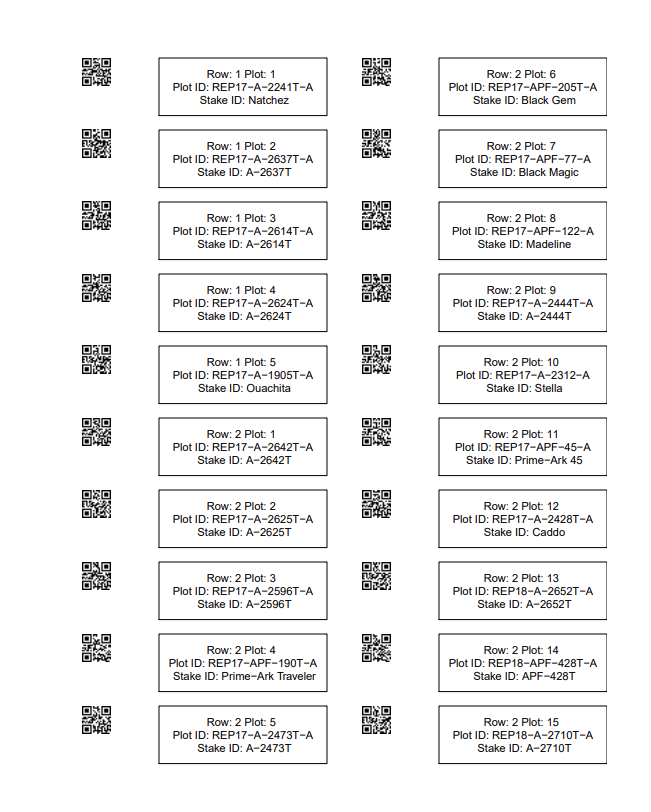 Row: 1 Plot: 1
Plot ID: REP17−A−2241T−A
Stake ID: Natchez
Row: 1 Plot: 2
Plot ID: REP17−A−2637T−A
Stake ID: A−2637T
Row: 1 Plot: 3
Plot ID: REP17−A−2614T−A
Stake ID: A−2614T
Row: 1 Plot: 4
Plot ID: REP17−A−2624T−A
Stake ID: A−2624T
Row: 1 Plot: 5
Plot ID: REP17−A−1905T−A
Stake ID: Ouachita
Row: 2 Plot: 1
Plot ID: REP17−A−2642T−A
Stake ID: A−2642T
Row: 2 Plot: 2
Plot ID: REP17−A−2625T−A
Stake ID: A−2625T
Row: 2 Plot: 3
Plot ID: REP17−A−2596T−A
Stake ID: A−2596T
Row: 2 Plot: 4
Plot ID: REP17−APF−190T−A
Stake ID: Prime−Ark Traveler
Row: 2 Plot: 5
Plot ID: REP17−A−2473T−A
Stake ID: A−2473T
Row: 2 Plot: 6
Plot ID: REP17−APF−205T−A
Stake ID: Black Gem
Row: 2 Plot: 7
Plot ID: REP17−APF−77−A
Stake ID: Black Magic
Row: 2 Plot: 8
Plot ID: REP17−APF−122−A
Stake ID: Madeline
Row: 2 Plot: 9
Plot ID: REP17−A−2444T−A
Stake ID: A−2444T
Row: 2 Plot: 10
Plot ID: REP17−A−2312−A
Stake ID: Stella
Row: 2 Plot: 11
Plot ID: REP17−APF−45−A
Stake ID: Prime−Ark 45
Row: 2 Plot: 12
Plot ID: REP17−A−2428T−A
Stake ID: Caddo
Row: 2 Plot: 13
Plot ID: REP18−A−2652T−A
Stake ID: A−2652T
Row: 2 Plot: 14
Plot ID: REP18−APF−428T−A
Stake ID: APF−428T
Row: 2 Plot: 15
Plot ID: REP18−A−2710T−A
Stake ID: A−2710T